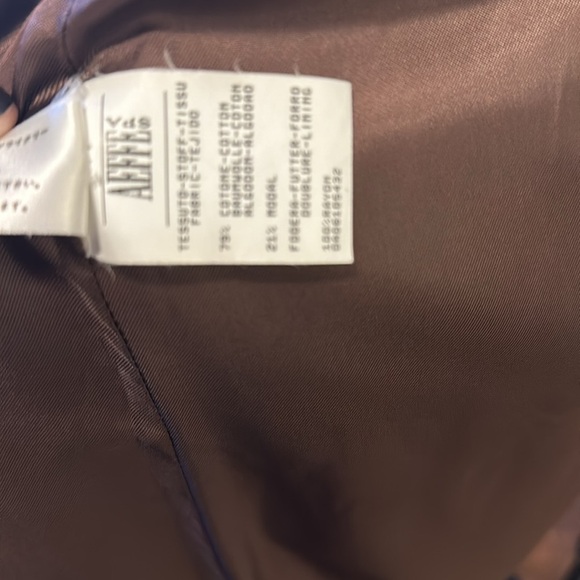 AEFFE
SPA
TESSUTO-STOFF-TISSU
FABRIC-TEJIDO
79% COTONE-COTTON
BAUMWOLLE-COTON
ALGODON-ALGODAO
21% MODAL
FODERA-FUTTER-FORRO
DOUBLURE-LINING
100%RAYON